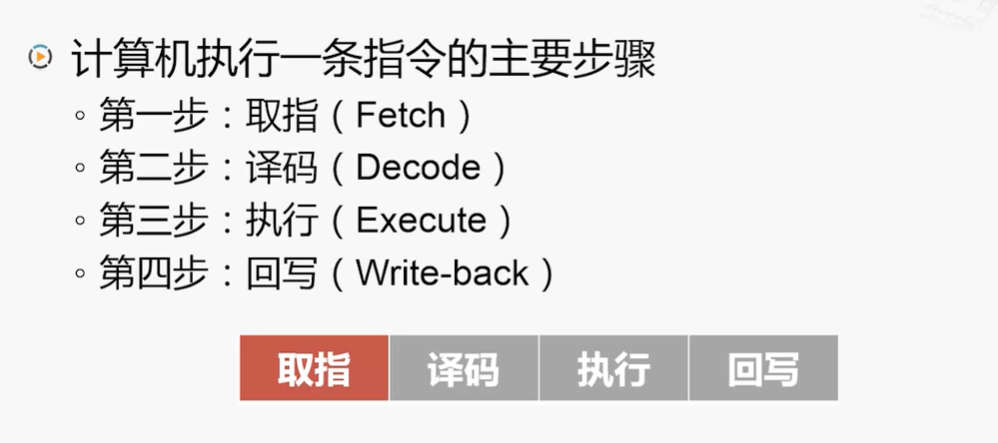 计算机执行一条指令的主要步骤
第一步：取指（Fetch）
第二步：译码（Decode）
第三步：执行（Execute）
第四步：回写（Write-back）
取指 译码 执行 回写